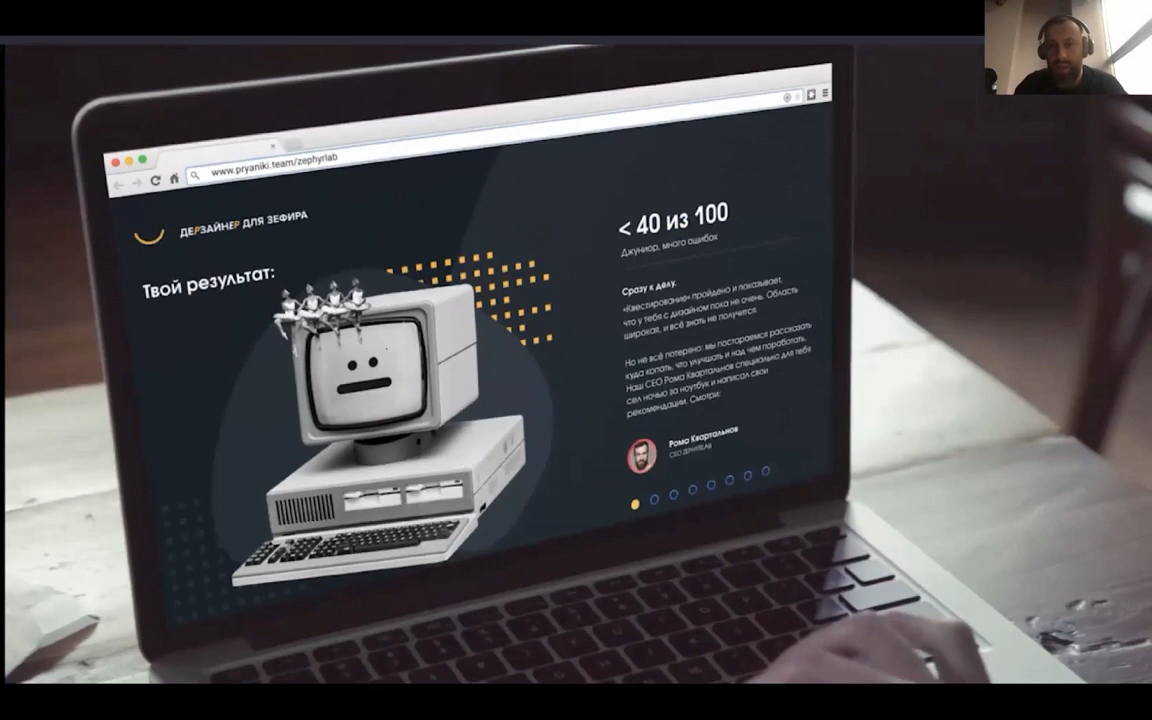 www.pryaniki.team/zephyrlab
ДЕРЗАЙНЕР ДЛЯ ЗЕФИРА
Твой результат:
< 40 из 100
Джуниор, много ошибок
Сразу к делу.
«Квестирование» пройдено и показывает,
что у тебя с дизайном пока не очень. Область
широкая, и всё знать не получится.
Но не всё потеряно: мы постараемся рассказать
куда копать, что улучшать и над чем поработать.
Наш CEO Рома Квартальнов специально для тебя
сел ночью за ноутбук и написал свои
рекомендации. Смотри:
Рома Квартальнов
CEO ZEPHYRLAB